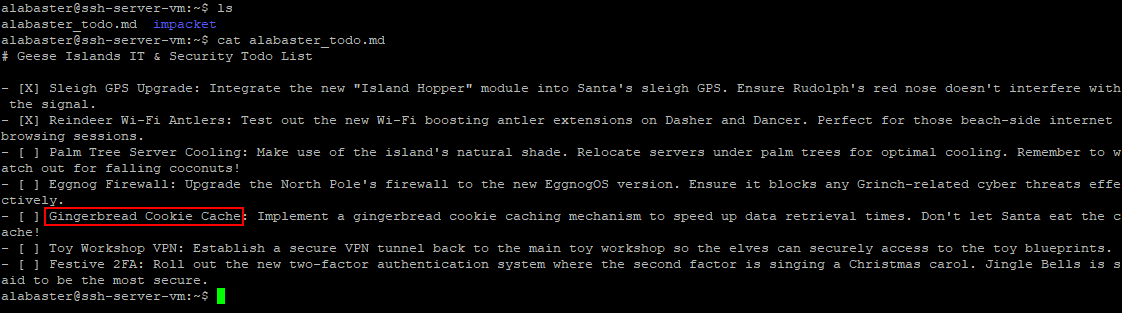 alabaster@ssh-server-vm:~$ ls
alabaster_todo.md  impacket
alabaster@ssh-server-vm:~$ cat alabaster_todo.md
# Geese Islands IT & Security Todo List

- [X] Sleigh GPS Upgrade: Integrate the new "Island Hopper" module into Santa's sleigh GPS. Ensure Rudolph's red nose doesn't interfere with
 the signal.
- [X] Reindeer Wi-Fi Antlers: Test out the new Wi-Fi boosting antler extensions on Dasher and Dancer. Perfect for those beach-side internet
browsing sessions.
- [ ] Palm Tree Server Cooling: Make use of the island's natural shade. Relocate servers under palm trees for optimal cooling. Remember to w
atch out for falling coconuts!
- [ ] Eggnog Firewall: Upgrade the North Pole's firewall to the new EggnogOS version. Ensure it blocks any Grinch-related cyber threats effe
ctively.
- [ ] Gingerbread Cookie Cache: Implement a gingerbread cookie caching mechanism to speed up data retrieval times. Don't let Santa eat the c
ache!
- [ ] Toy Workshop VPN: Establish a secure VPN tunnel back to the main toy workshop so the elves can securely access to the toy blueprints.
- [ ] Festive 2FA: Roll out the new two-factor authentication system where the second factor is singing a Christmas carol. Jingle Bells is s
aid to be the most secure.
alabaster@ssh-server-vm:~$